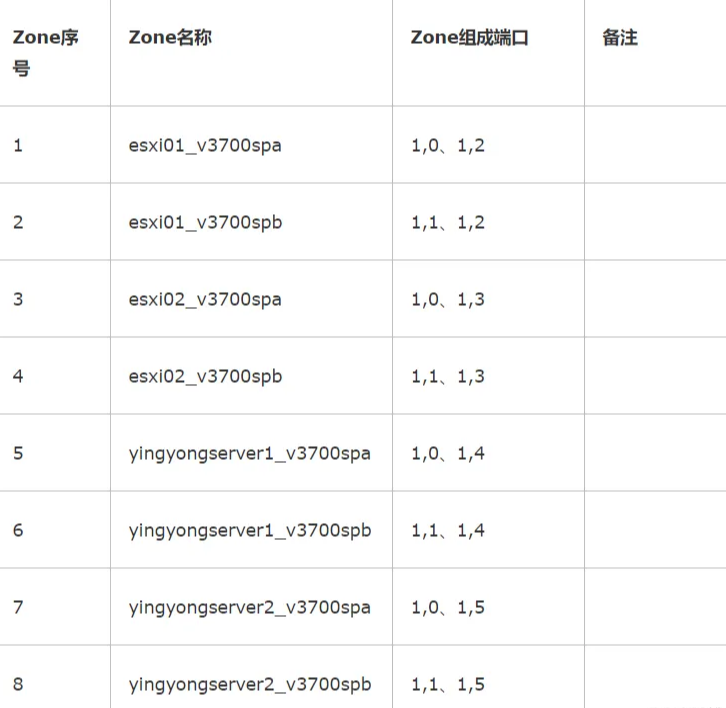 Zone序号 Zone名称 Zone组成端口 备注
1 esxi01_v3700spa 1,0、1,2
2 esxi01_v3700spb 1,1、1,2
3 esxi02_v3700spa 1,0、1,3
4 esxi02_v3700spb 1,1、1,3
5 yingyongserver1_v3700spa 1,0、1,4
6 yingyongserver1_v3700spb 1,1、1,4
7 yingyongserver2_v3700spa 1,0、1,5
8 yingyongserver2_v3700spb 1,1、1,5